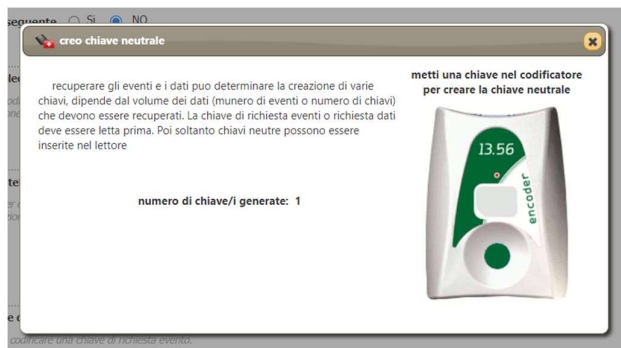 seguente Si NO
creo chiave neutrale
metti una chiave nel codificatore
per creare la chiave neutrale
recuperare gli eventi e i dati puo determinare la creazione di varie
chiavi, dipende dal volume dei dati (munero di eventi o numero di chiavi)
che devono essere recuperati. La chiave di richiesta eventi o richiesta dati
deve essere letta prima. Poi soltanto chiavi neutre possono essere
inserite nel lettore
numero di chiave/i generate: 1
13.56
encoder
codificare una chiave di richiesta evento.